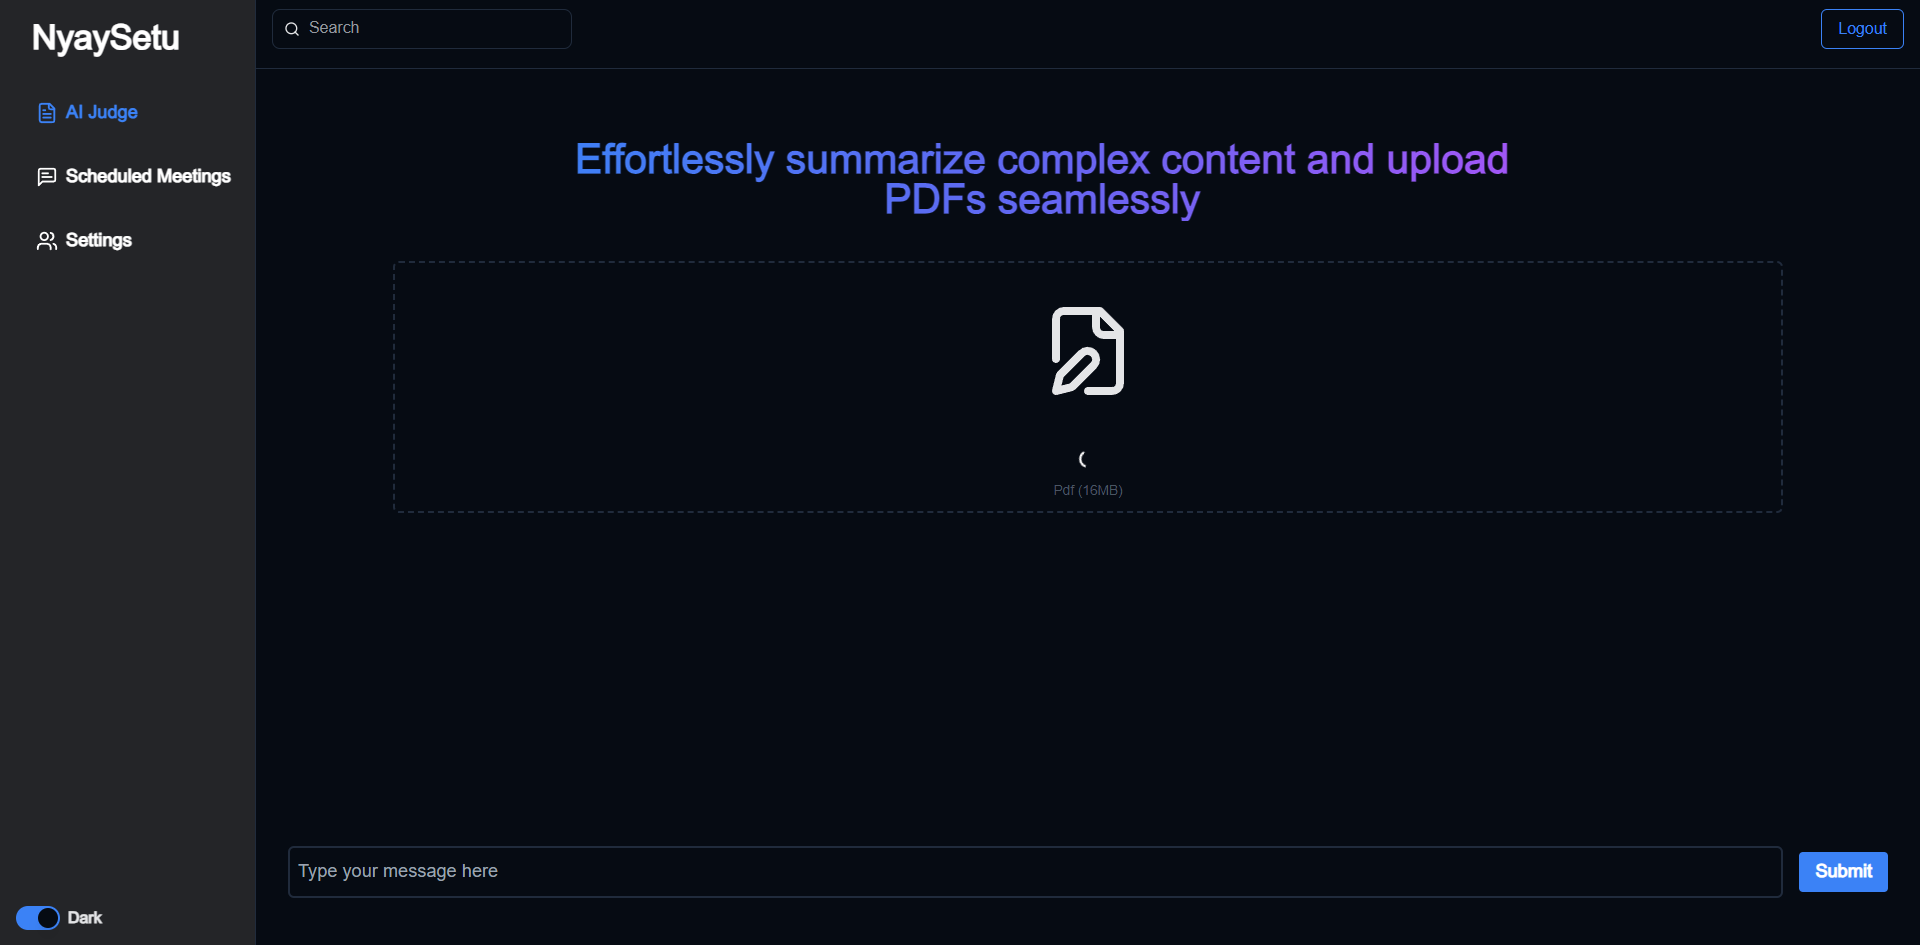 NyaySetu
Search
Logout
AI Judge
Scheduled Meetings
Settings
Effortlessly summarize complex content and upload
PDFs seamlessly
Pdf (16MB)
Type your message here
Submit
Dark